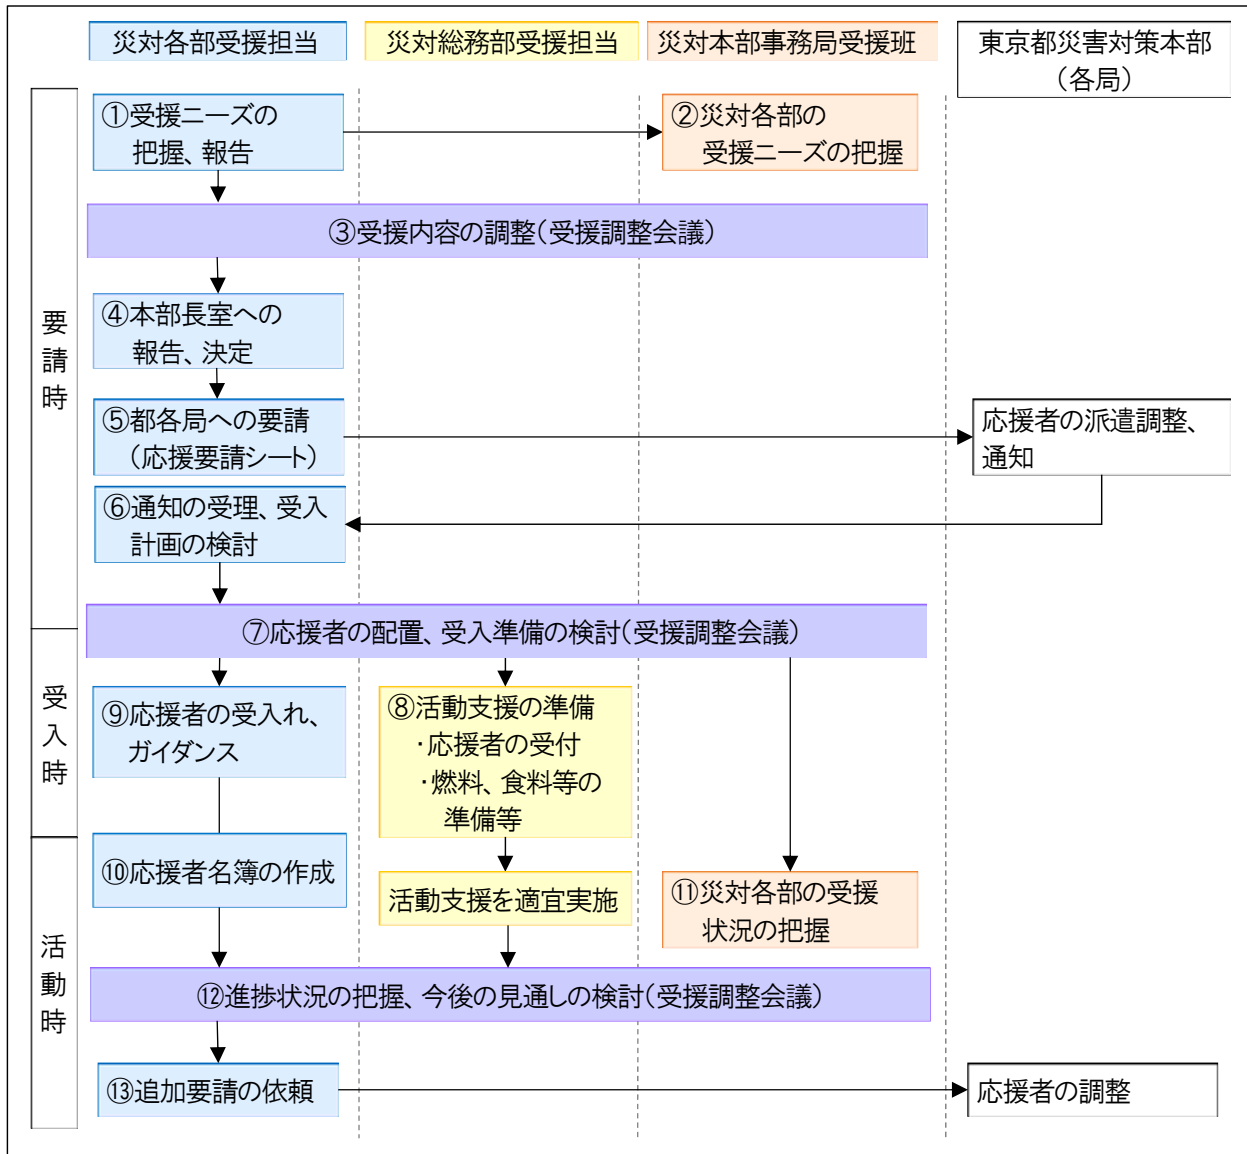 災対各部受援担当
災対総務部受援担当
災対本部事務局受援班
東京都災害対策本部
（各局）
要請時
①受援ニーズの
把握、報告
②災対各部の
受援ニーズの把握
③受援内容の調整（受援調整会議）
④本部長室への
報告、決定
⑤都各局への要請
（応援要請シート）
応援者の派遣調整、
通知
⑥通知の受理、受入
計画の検討
⑦応援者の配置、受入準備の検討（受援調整会議）
受入時
⑨応援者の受入れ、
ガイダンス
⑧活動支援の準備
・応援者の受付
・燃料、食料等の
準備等
活動時
⑩応援者名簿の作成
活動支援を適宜実施
⑪災対各部の受援
状況の把握
⑫進捗状況の把握、今後の見通しの検討（受援調整会議）
⑬追加要請の依頼
応援者の調整